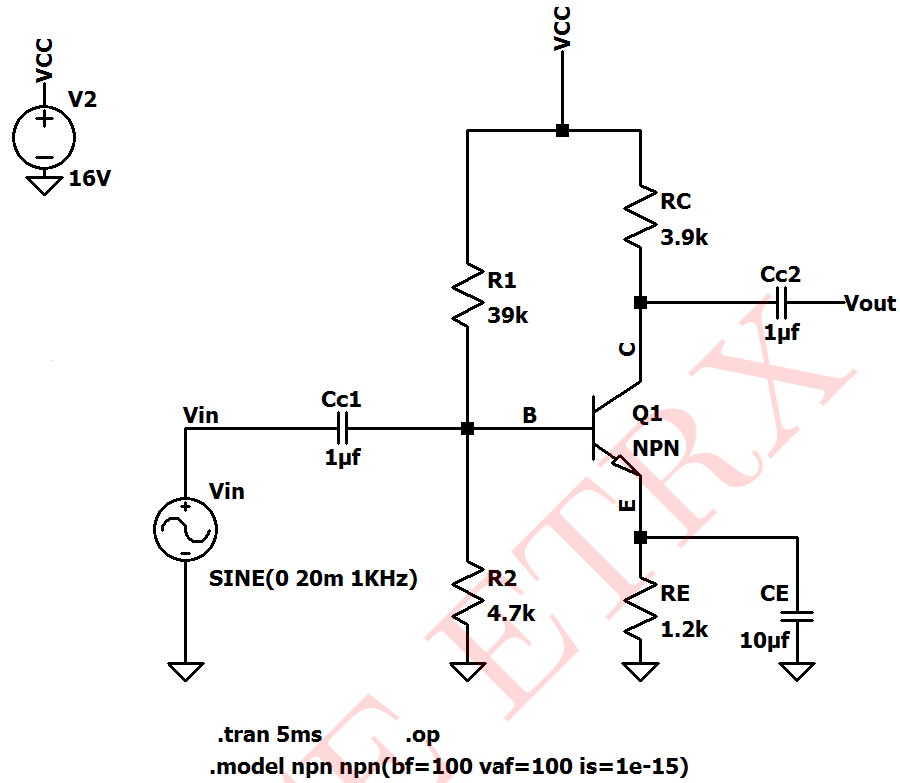 VCC
V2
16V
VCC
RC
3.9k
R1
39k
Cc2
1µf
Vout
C
Cc1
1µf
Vin
B
Q1
NPN
E
Vin
SINE(0 20m 1KHz)
R2
4.7k
RE
1.2k
CE
10µf
.tran 5ms
.op
.model npn npn(bf=100 vaf=100 is=1e-15)
ETRX